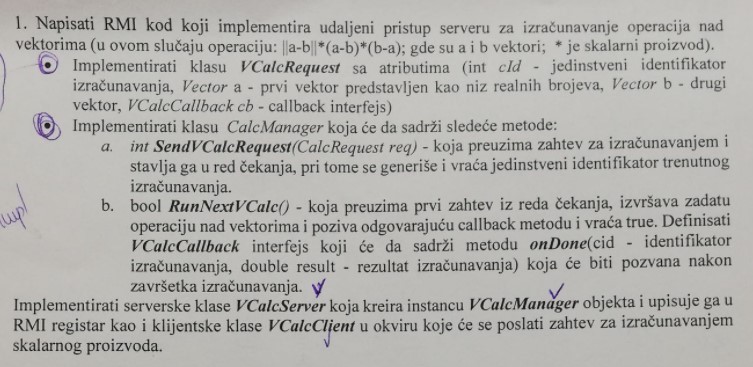 1. Napisati RMI kod koji implementira udaljeni pristup serveru za izračunavanje operacija nad
vektorima (u ovom slučaju operaciju: ||a-b||*(a-b)*(b-a); gde su a i b vektori; * je skalarni proizvod).
Implementirati klasu VCalcRequest sa atributima (int cId - jedinstveni identifikator
izračunavanja, Vector a - prvi vektor predstavljen kao niz realnih brojeva, Vector b - drugi
vektor, VCalcCallback cb - callback interfejs)
Implementirati klasu CalcManager koja će da sadrži sledeće metode:
a. int SendVCalcRequest(CalcRequest req) - koja preuzima zahtev za izračunavanjem i
stavlja ga u red čekanja, pri tome se generiše i vraća jedinstveni identifikator trenutnog
izračunavanja.
b. bool RunNextVCalc() - koja preuzima prvi zahtev iz reda čekanja, izvršava zadatu
operaciju nad vektorima i poziva odgovarajuću callback metodu i vraća true. Definisati
VCalcCallback interfejs koji će da sadrži metodu onDone(cid - identifikator
izračunavanja, double result - rezultat izračunavanja) koja će biti pozvana nakon
završetka izračunavanja.
Implementirati serverske klase VCalcServer koja kreira instancu VCalcManager objekta i upisuje ga u
RMI registar kao i klijentske klase VCalcClient u okviru koje će se poslati zahtev za izračunavanjem
skalarnog proizvoda.